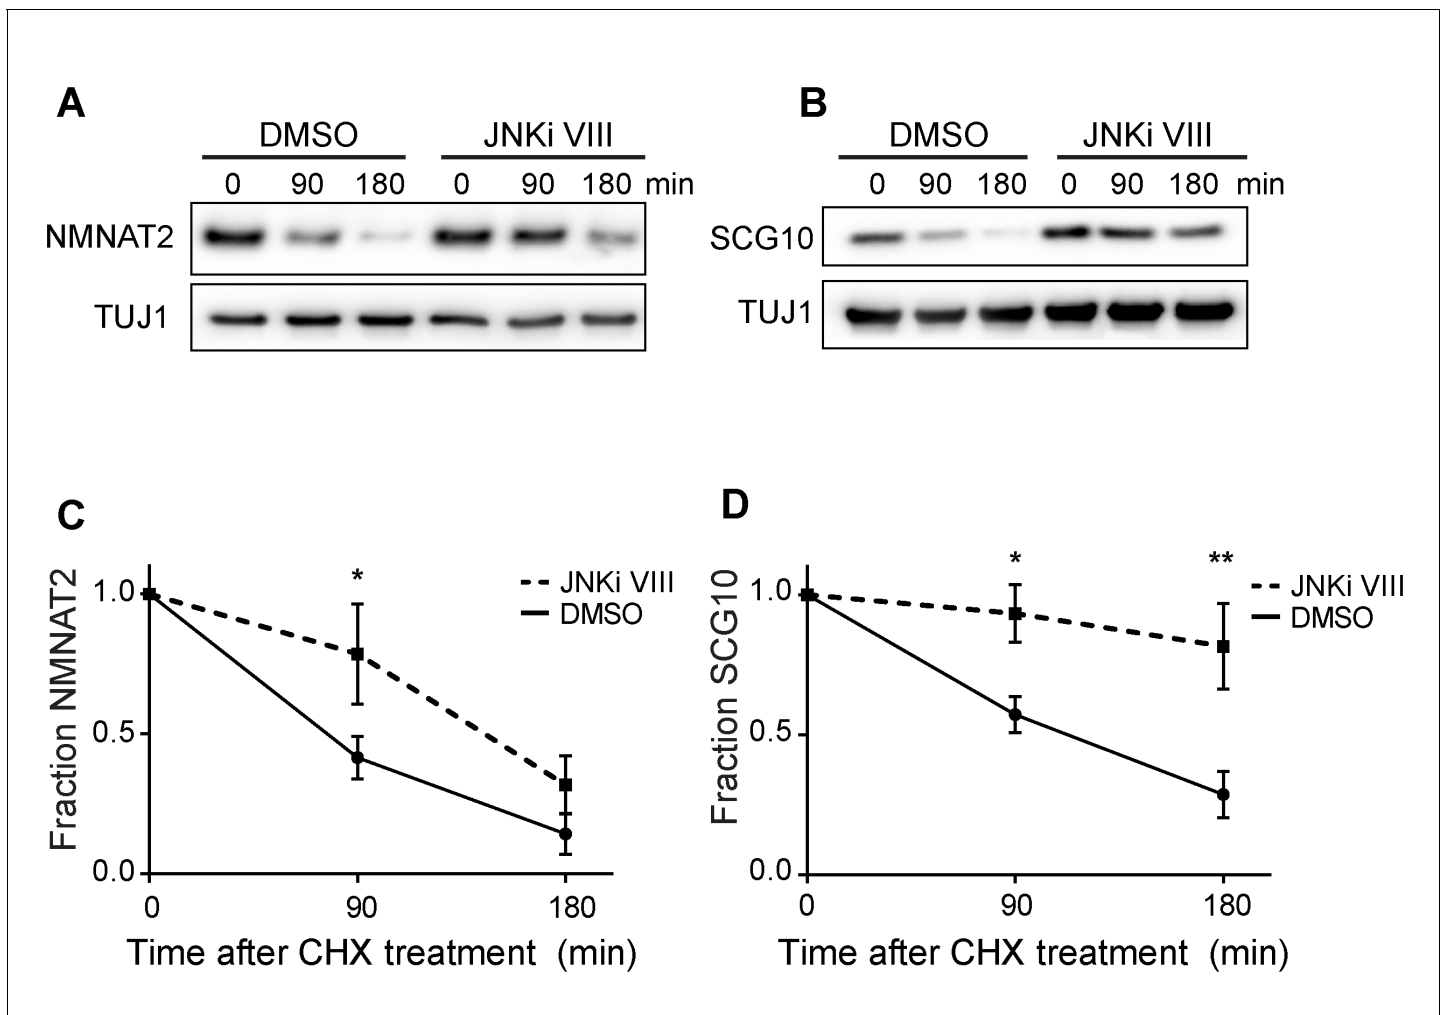 A
DMSO JNKi VIII
0 90 180 0 90 180 min
NMNAT2
TUJ1
B
DMSO JNKi VIII
0 90 180 0 90 180 min
SCG10
TUJ1
C
Fraction NMNAT2
1.0
0.5
0.0
*
JNKi VIII
DMSO
0 90 180
Time after CHX treatment (min)
D
Fraction SCG10
1.0
0.5
0.0
* **
JNKi VIII
DMSO
0 90 180
Time after CHX treatment (min)